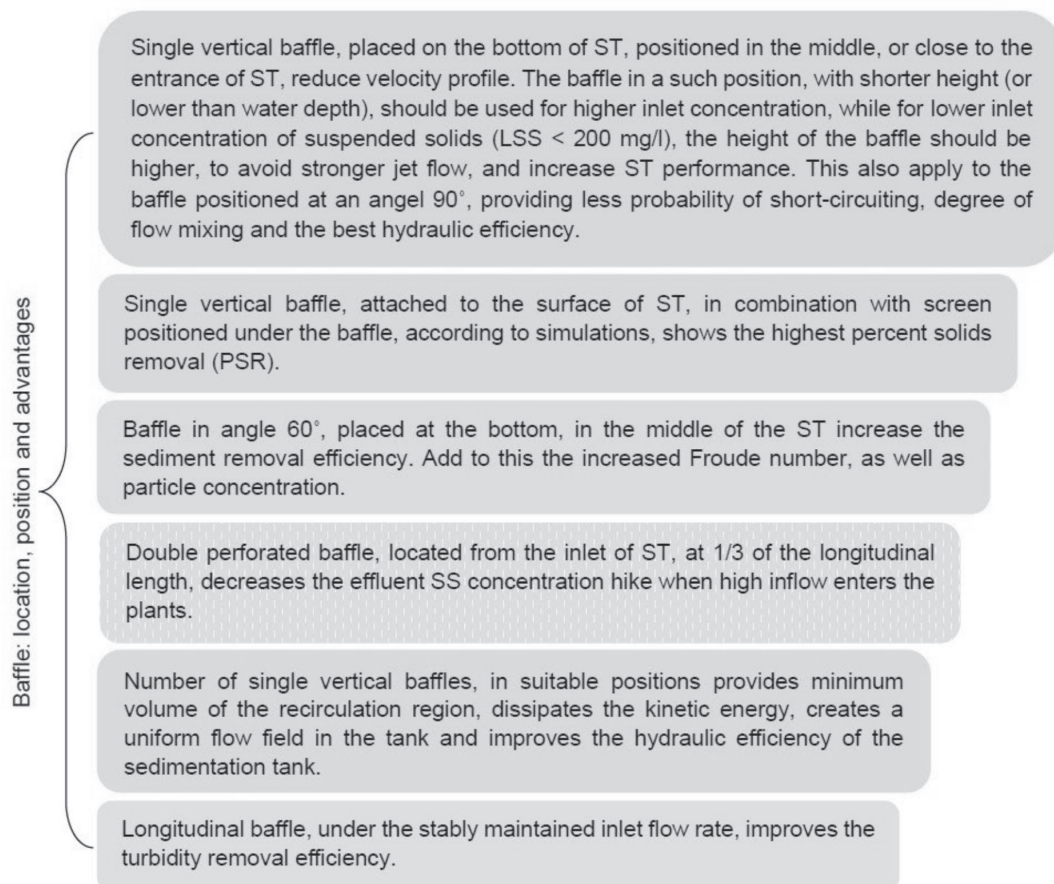 Baffle: location, position and advantages
Single vertical baffle, placed on the bottom of ST, positioned in the middle, or close to the
entrance of ST, reduce velocity profile. The baffle in a such position, with shorter height (or
lower than water depth), should be used for higher inlet concentration, while for lower inlet
concentration of suspended solids (LSS < 200 mg/l), the height of the baffle should be
higher, to avoid stronger jet flow, and increase ST performance. This also apply to the
baffle positioned at an angel 90˚, providing less probability of short-circuiting, degree of
flow mixing and the best hydraulic efficiency.
Single vertical baffle, attached to the surface of ST, in combination with screen
positioned under the baffle, according to simulations, shows the highest percent solids
removal (PSR).
Baffle in angle 60˚, placed at the bottom, in the middle of the ST increase the
sediment removal efficiency. Add to this the increased Froude number, as well as
particle concentration.
Double perforated baffle, located from the inlet of ST, at 1/3 of the longitudinal
length, decreases the effluent SS concentration hike when high inflow enters the
plants.
Number of single vertical baffles, in suitable positions provides minimum
volume of the recirculation region, dissipates the kinetic energy, creates a
uniform flow field in the tank and improves the hydraulic efficiency of the
sedimentation tank.
Longitudinal baffle, under the stably maintained inlet flow rate, improves the
turbidity removal efficiency.